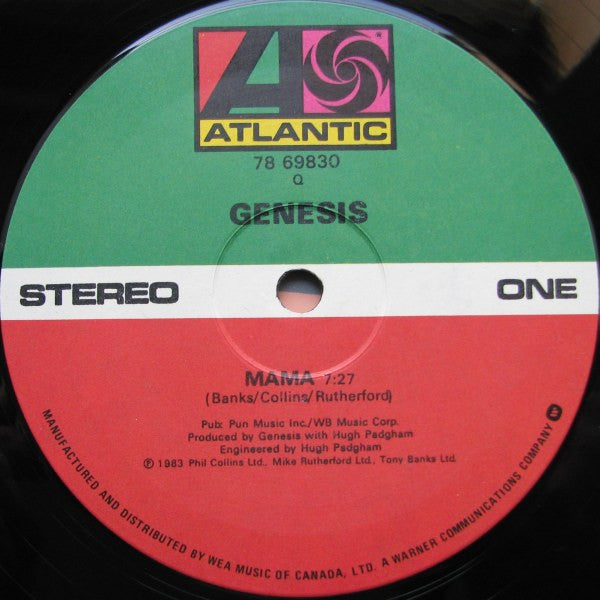 ATLANTIC
®
78 69830
Q
GENESIS
STEREO
ONE
MAMA 7:27
(Banks/Collins/Rutherford)
Pub: Pun Music Inc./WB Music Corp.
Produced by Genesis with Hugh Padgham
Engineered by Hugh Padgham
℗ 1983 Phil Collins Ltd., Mike Rutherford Ltd., Tony Banks Ltd.
MANUFACTURED AND DISTRIBUTED BY WEA MUSIC OF CANADA, LTD. A WARNER COMMUNICATIONS COMPANY